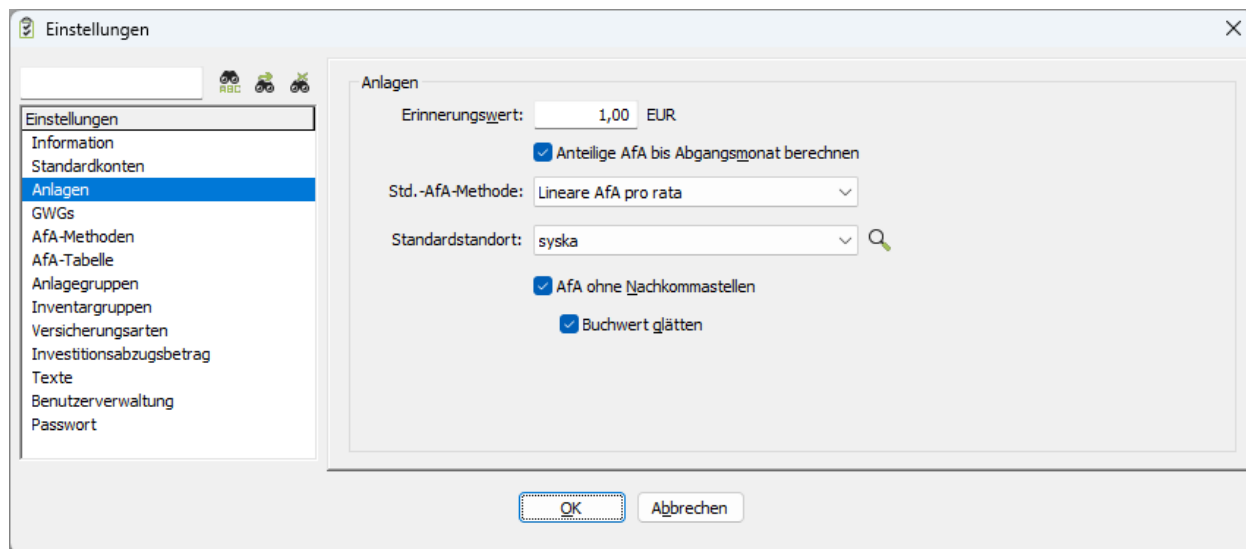 Einstellungen
ABC
Einstellungen
Information
Standardkonten
Anlagen
GWGs
AfA-Methoden
AfA-Tabelle
Anlagegruppen
Inventargruppen
Versicherungsarten
Investitionsabzugsbetrag
Texte
Benutzerverwaltung
Passwort
Anlagen
Erinnerungswert: 1,00 EUR
Anteilige AfA bis Abgangsmonat berechnen
Std.-AfA-Methode: Lineare AfA pro rata
Standardstandort: syska
AfA ohne Nachkommastellen
Buchwert glätten
OK Abbrechen